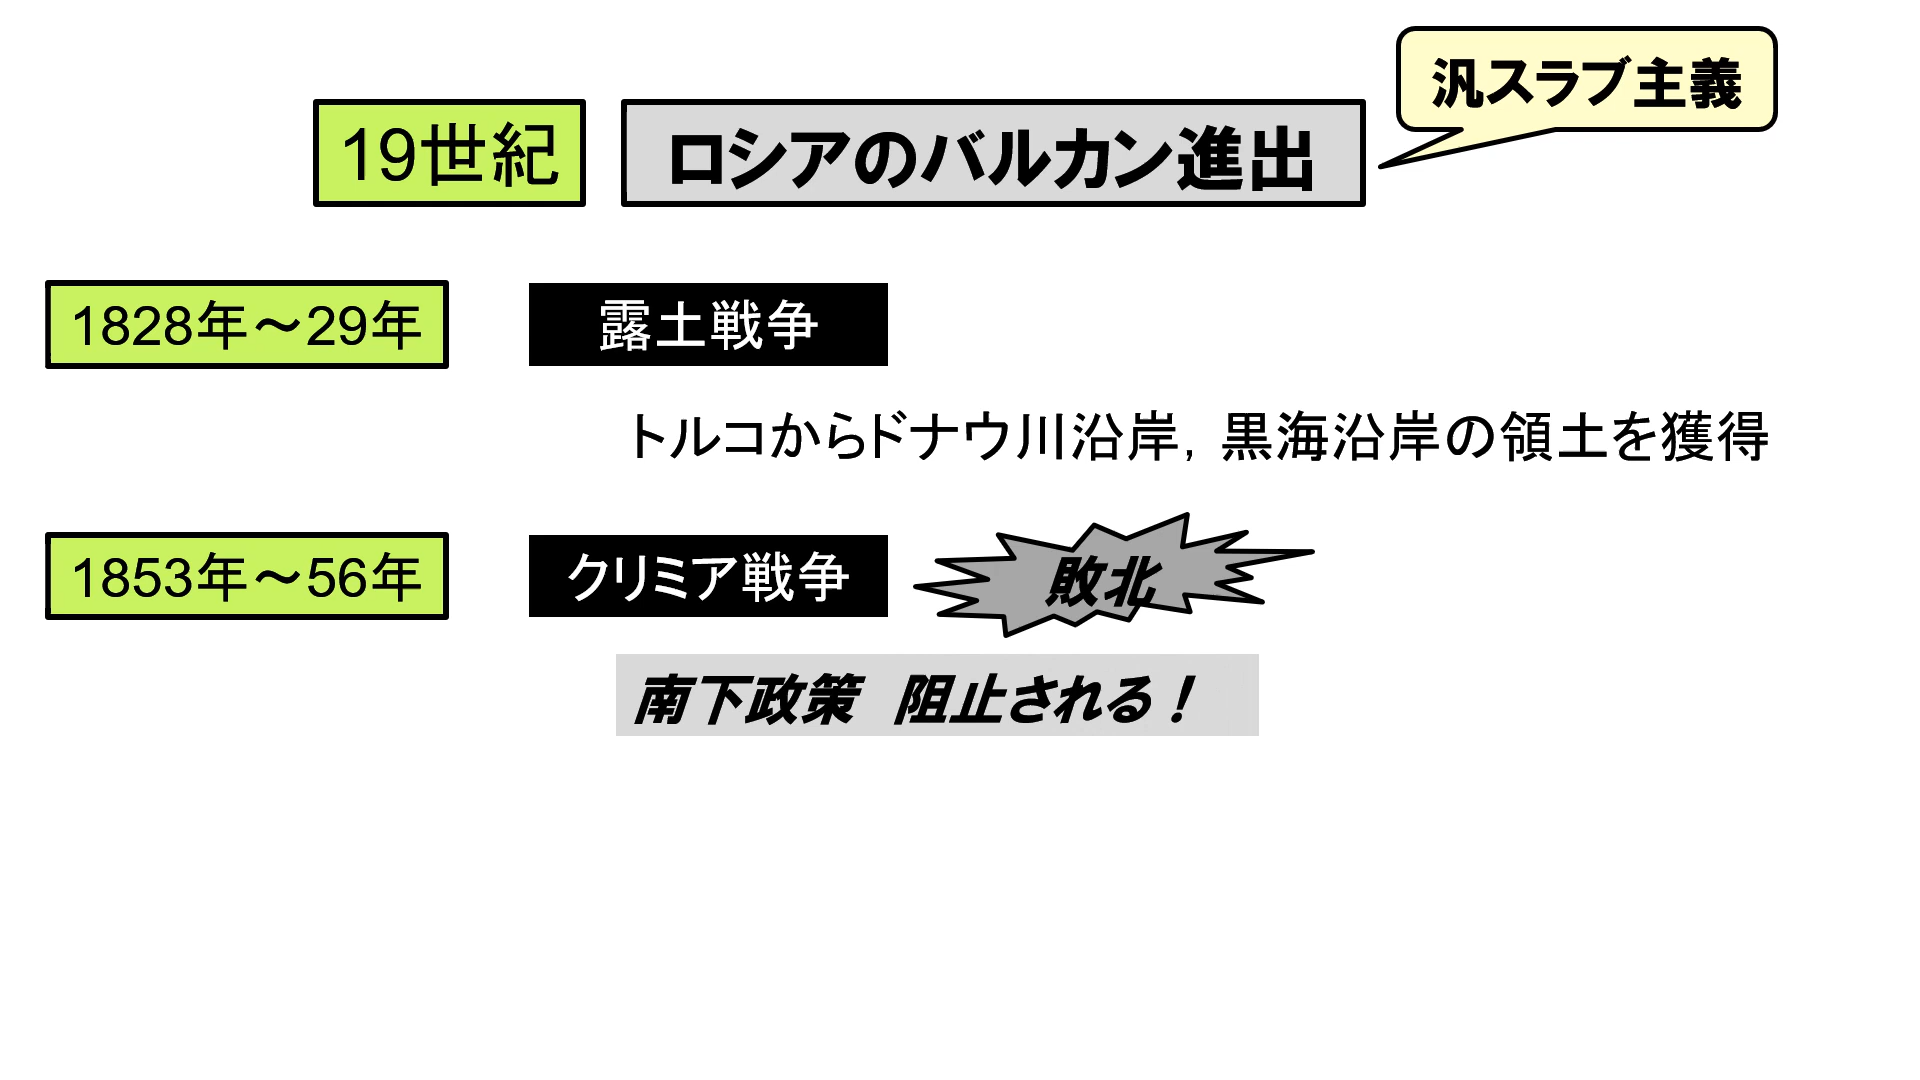 汎スラブ主義
19世紀 ロシアのバルカン進出
1828年～29年 露土戦争
トルコからドナウ川沿岸，黒海沿岸の領土を獲得
1853年～56年 クリミア戦争 敗北
南下政策　阻止される！